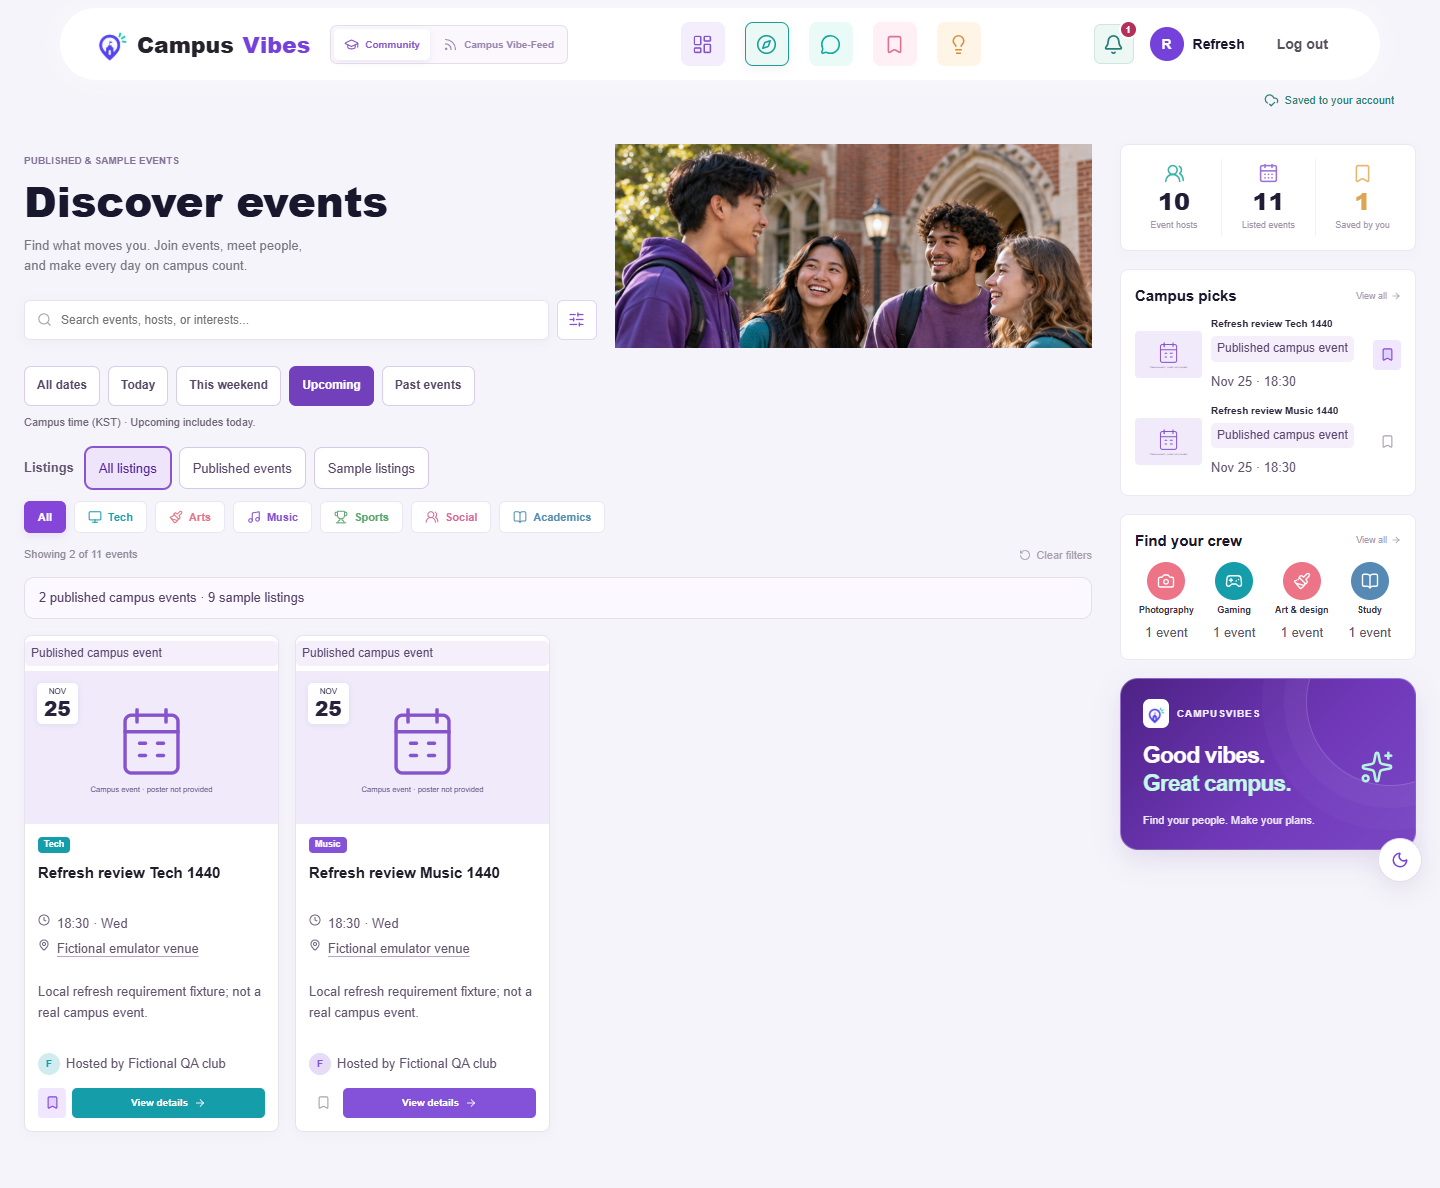 Campus Vibes
Community
Campus Vibe-Feed
1
R
Refresh
Log out
Saved to your account
PUBLISHED & SAMPLE EVENTS
Discover events
Find what moves you. Join events, meet people,
and make every day on campus count.
Search events, hosts, or interests...
All dates
Today
This weekend
Upcoming
Past events
Campus time (KST) · Upcoming includes today.
Listings
All listings
Published events
Sample listings
All
Tech
Arts
Music
Sports
Social
Academics
Showing 2 of 11 events
Clear filters
2 published campus events · 9 sample listings
Published campus event
NOV
25
Campus event · poster not provided
Tech
Refresh review Tech 1440
18:30 · Wed
Fictional emulator venue
Local refresh requirement fixture; not a
real campus event.
F
Hosted by Fictional QA club
View details
Published campus event
NOV
25
Campus event · poster not provided
Music
Refresh review Music 1440
18:30 · Wed
Fictional emulator venue
Local refresh requirement fixture; not a
real campus event.
F
Hosted by Fictional QA club
View details
10
Event hosts
11
Listed events
1
Saved by you
Campus picks
View all
Refresh review Tech 1440
Published campus event
Nov 25 · 18:30
Refresh review Music 1440
Published campus event
Nov 25 · 18:30
Find your crew
View all
Photography
1 event
Gaming
1 event
Art & design
1 event
Study
1 event
CAMPUSVIBES
Good vibes.
Great campus.
Find your people. Make your plans.